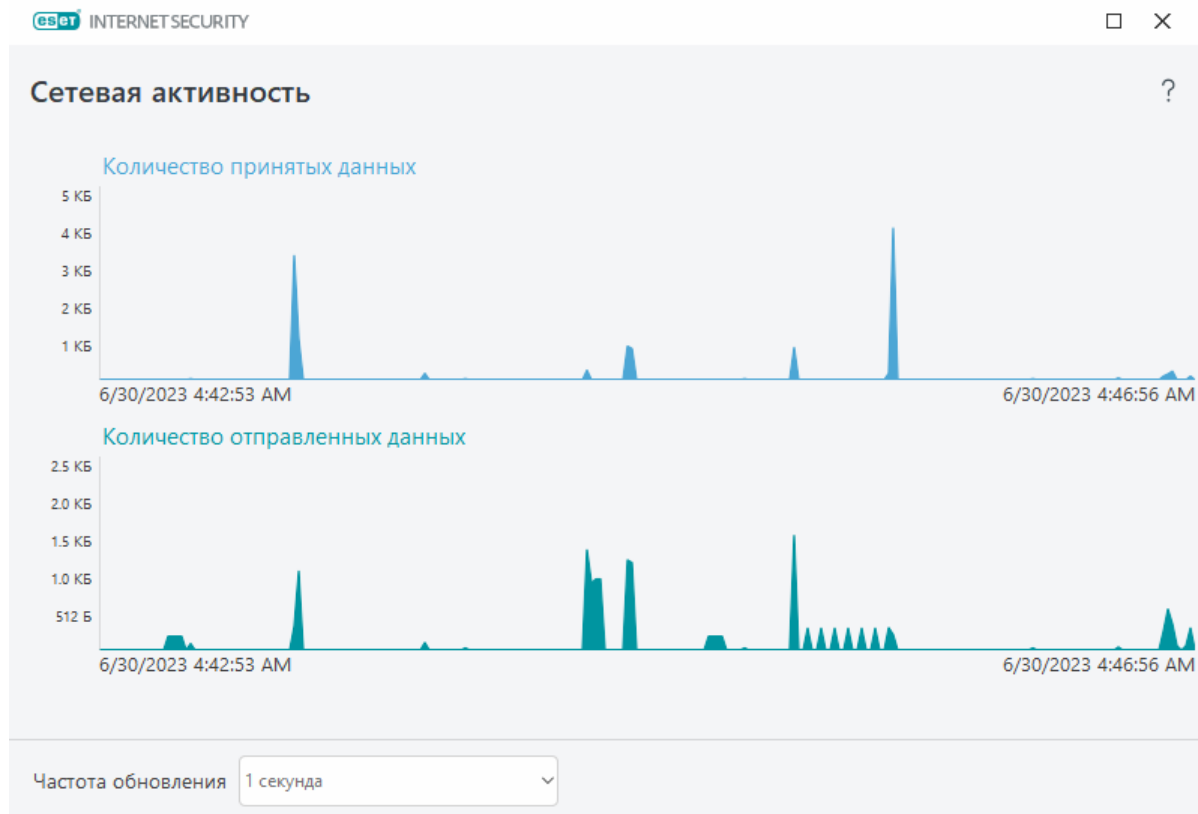 eset INTERNET SECURITY
Сетевая активность
?
Количество принятых данных
5 КБ
4 КБ
3 КБ
2 КБ
1 КБ
6/30/2023 4:42:53 AM 6/30/2023 4:46:56 AM
Количество отправленных данных
2.5 КБ
2.0 КБ
1.5 КБ
1.0 КБ
512 Б
6/30/2023 4:42:53 AM 6/30/2023 4:46:56 AM
Частота обновления 1 секунда